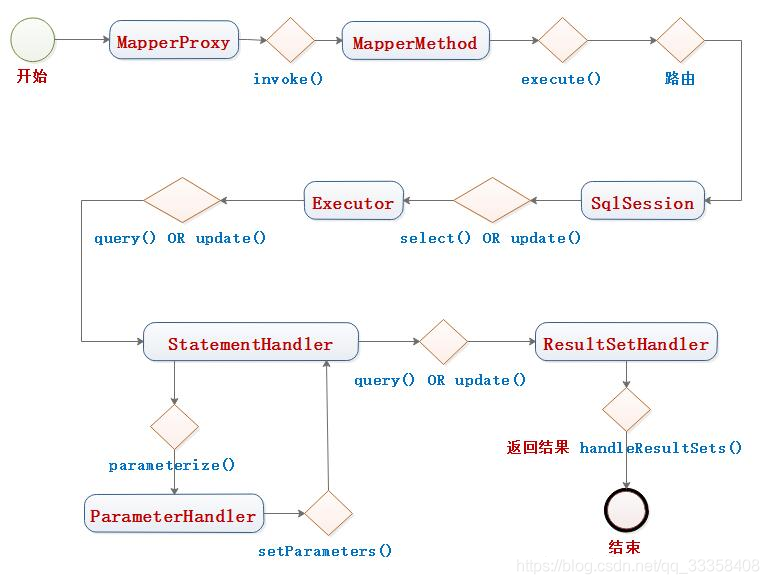 MapperProxy
MapperMethod
开始
invoke()
execute()
路由
Executor
SqlSession
query() OR update()
select() OR update()
StatementHandler
ResultSetHandler
query() OR update()
返回结果 handleResultSets()
parameterize()
ParameterHandler
setParameters()
结束
https://blog.csdn.net/qq_33358408